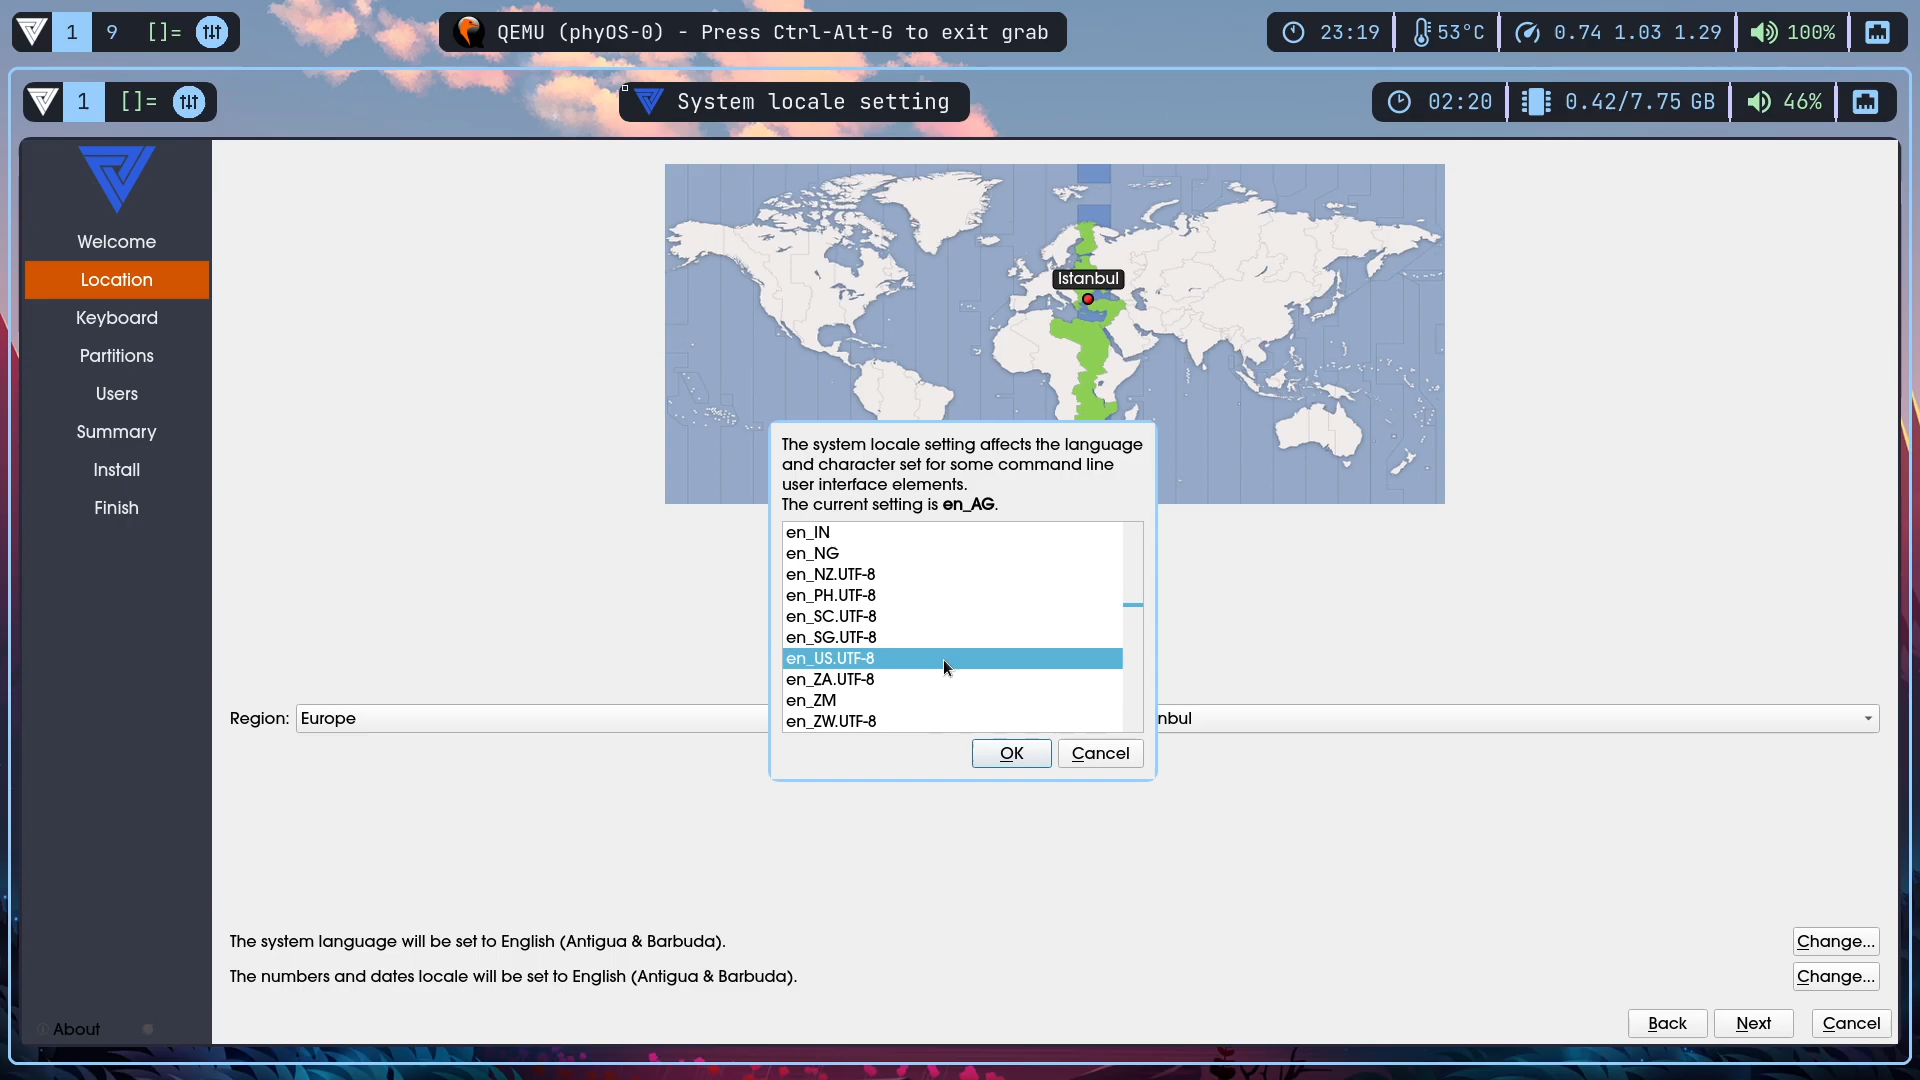 1 9 []= QEMU (phyOS-0) - Press Ctrl-Alt-G to exit grab 23:19 53°C 0.74 1.03 1.29 100%
1 []= System locale setting 02:20 0.42/7.75 GB 46%
Welcome
Location
Keyboard
Partitions
Users
Summary
Install
Finish
About
Istanbul
The system locale setting affects the language
and character set for some command line
user interface elements.
The current setting is en_AG.
en_IN
en_NG
en_NZ.UTF-8
en_PH.UTF-8
en_SC.UTF-8
en_SG.UTF-8
en_US.UTF-8
en_ZA.UTF-8
en_ZM
en_ZW.UTF-8
OK Cancel
Region: Europe nbul
The system language will be set to English (Antigua & Barbuda). Change...
The numbers and dates locale will be set to English (Antigua & Barbuda). Change...
Back Next Cancel